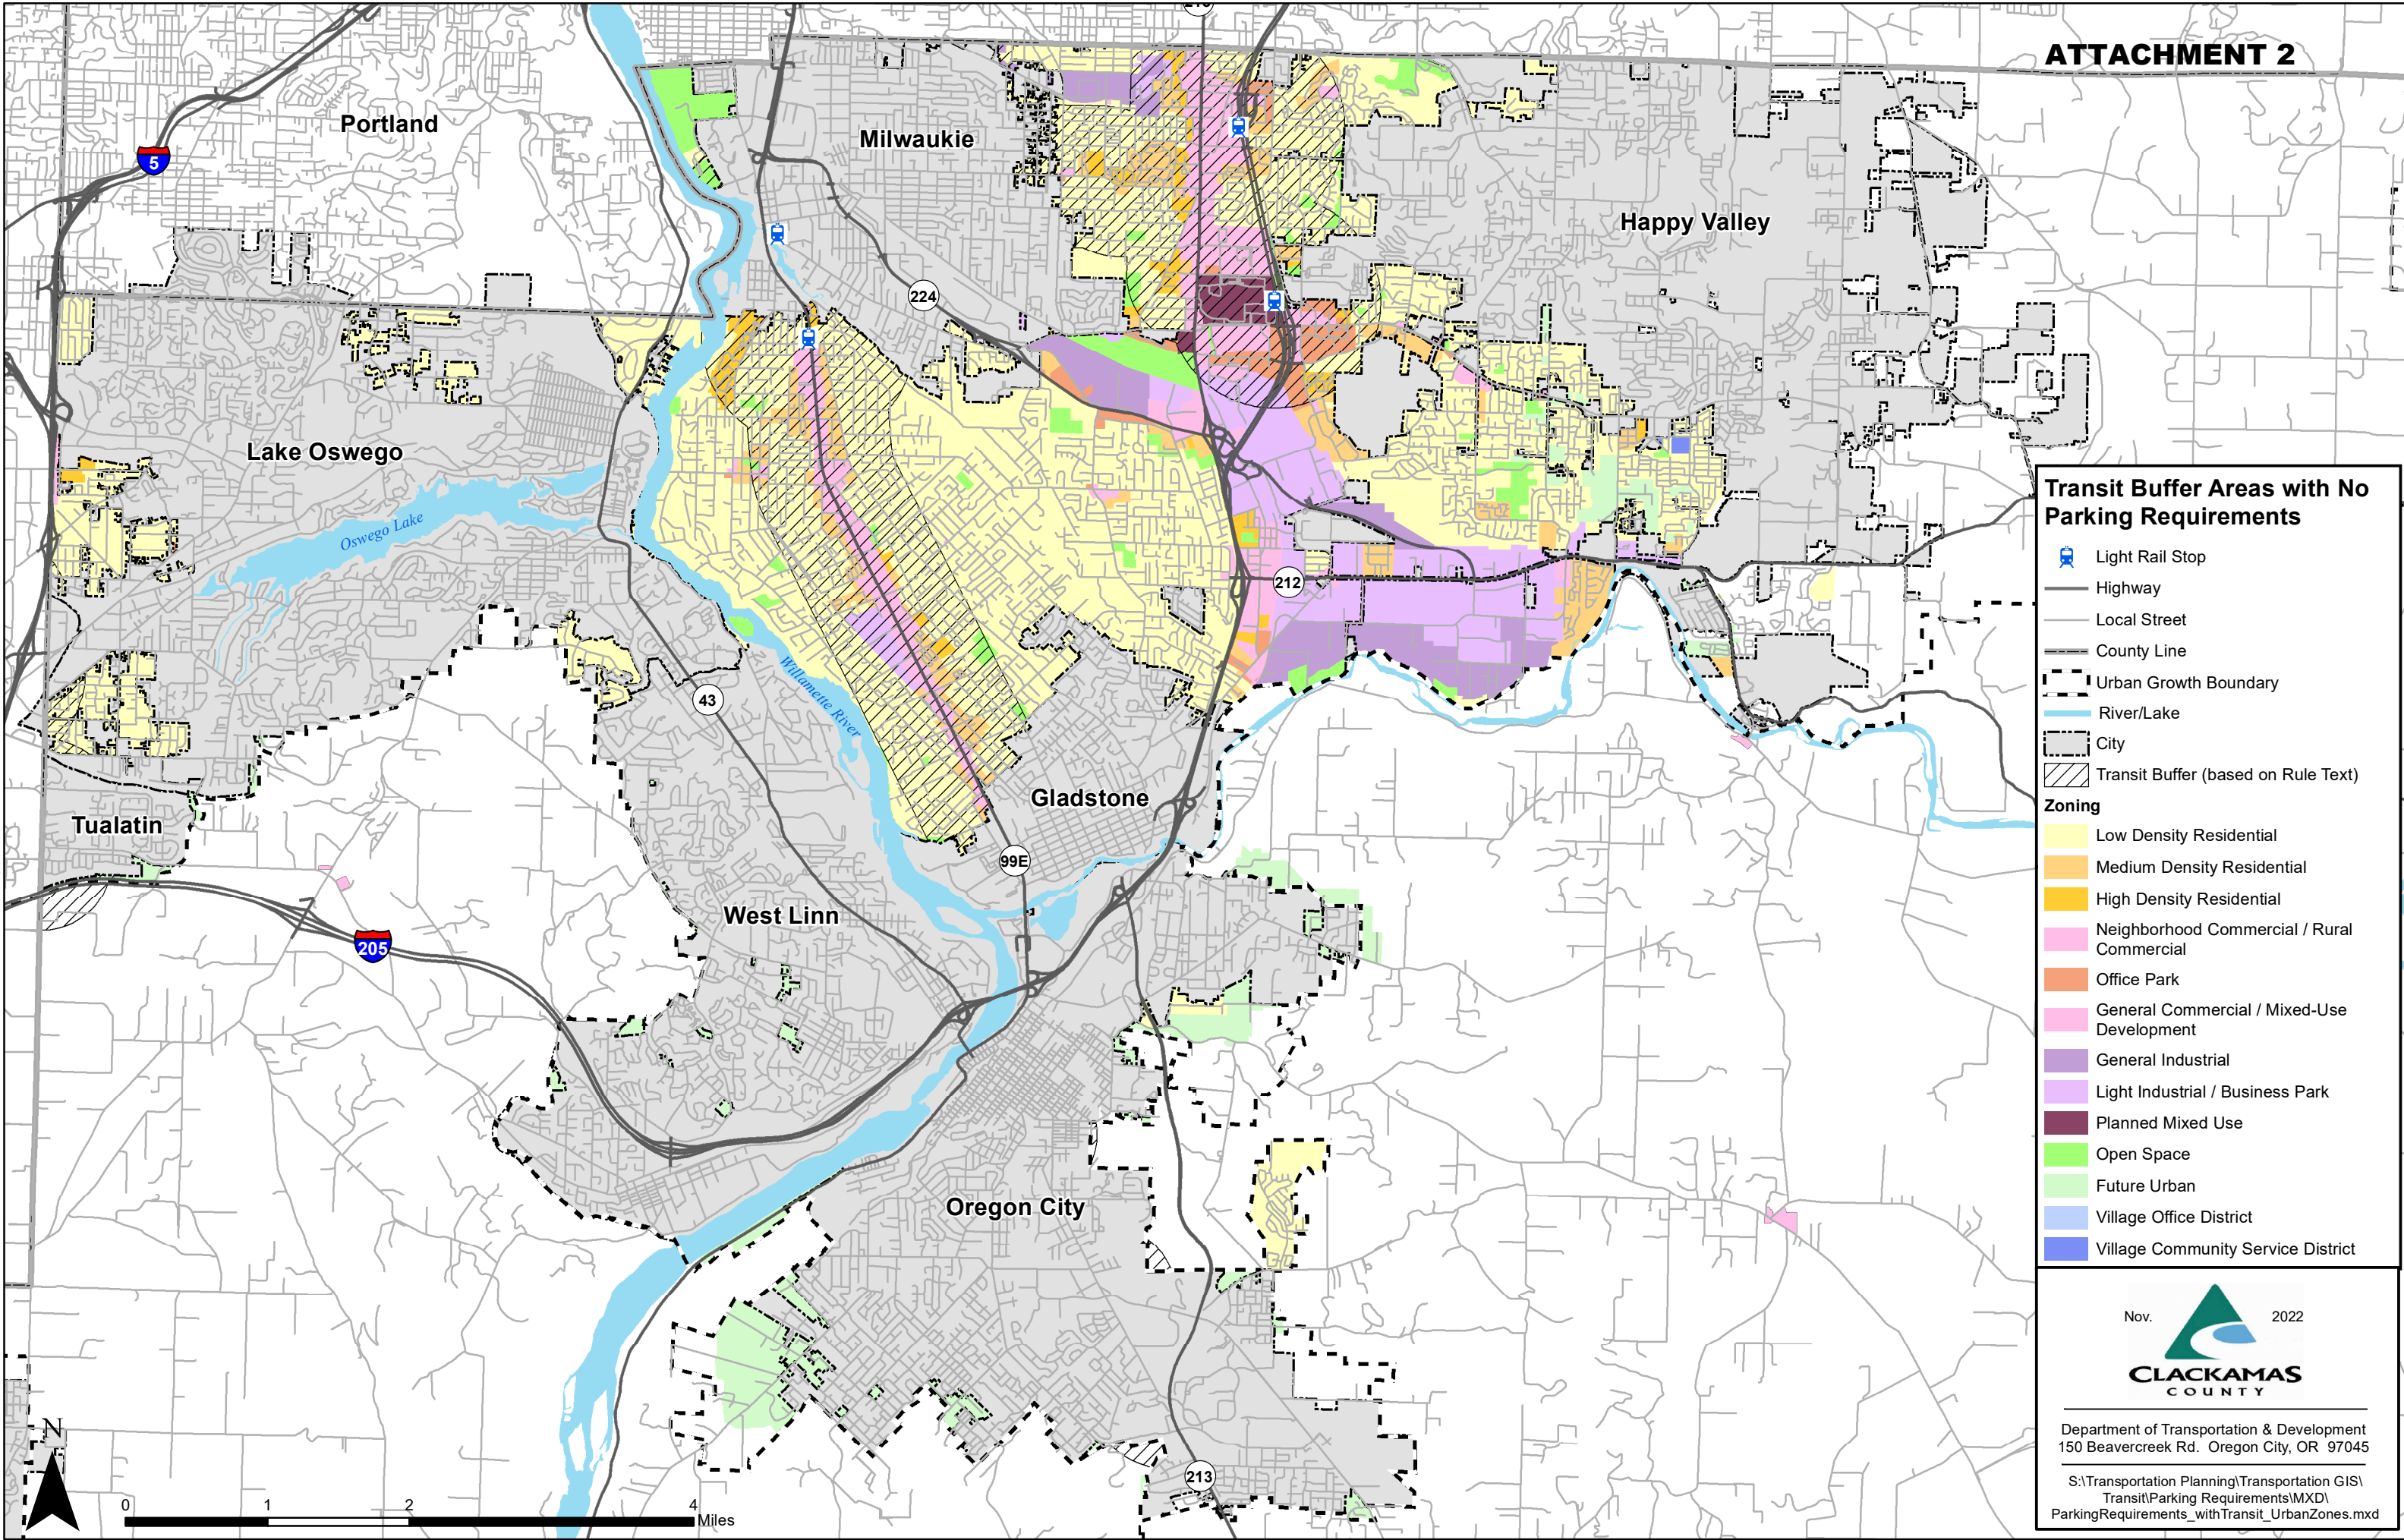 ATTACHMENT 2
Portland
5
Milwaukie
Happy Valley
224
Lake Oswego
Oswego Lake
212
43
Willamette River
Gladstone
Tualatin
99E
West Linn
205
Oregon City
213
N
0 1 2 4
Miles
Transit Buffer Areas with No
Parking Requirements
Light Rail Stop
Highway
Local Street
County Line
Urban Growth Boundary
River/Lake
City
Transit Buffer (based on Rule Text)
Zoning
Low Density Residential
Medium Density Residential
High Density Residential
Neighborhood Commercial / Rural
Commercial
Office Park
General Commercial / Mixed-Use
Development
General Industrial
Light Industrial / Business Park
Planned Mixed Use
Open Space
Future Urban
Village Office District
Village Community Service District
Nov. 2022
CLACKAMAS
COUNTY
Department of Transportation & Development
150 Beavercreek Rd. Oregon City, OR 97045
S:\Transportation Planning\Transportation GIS\
Transit\Parking Requirements\MXD\
ParkingRequirements_withTransit_UrbanZones.mxd